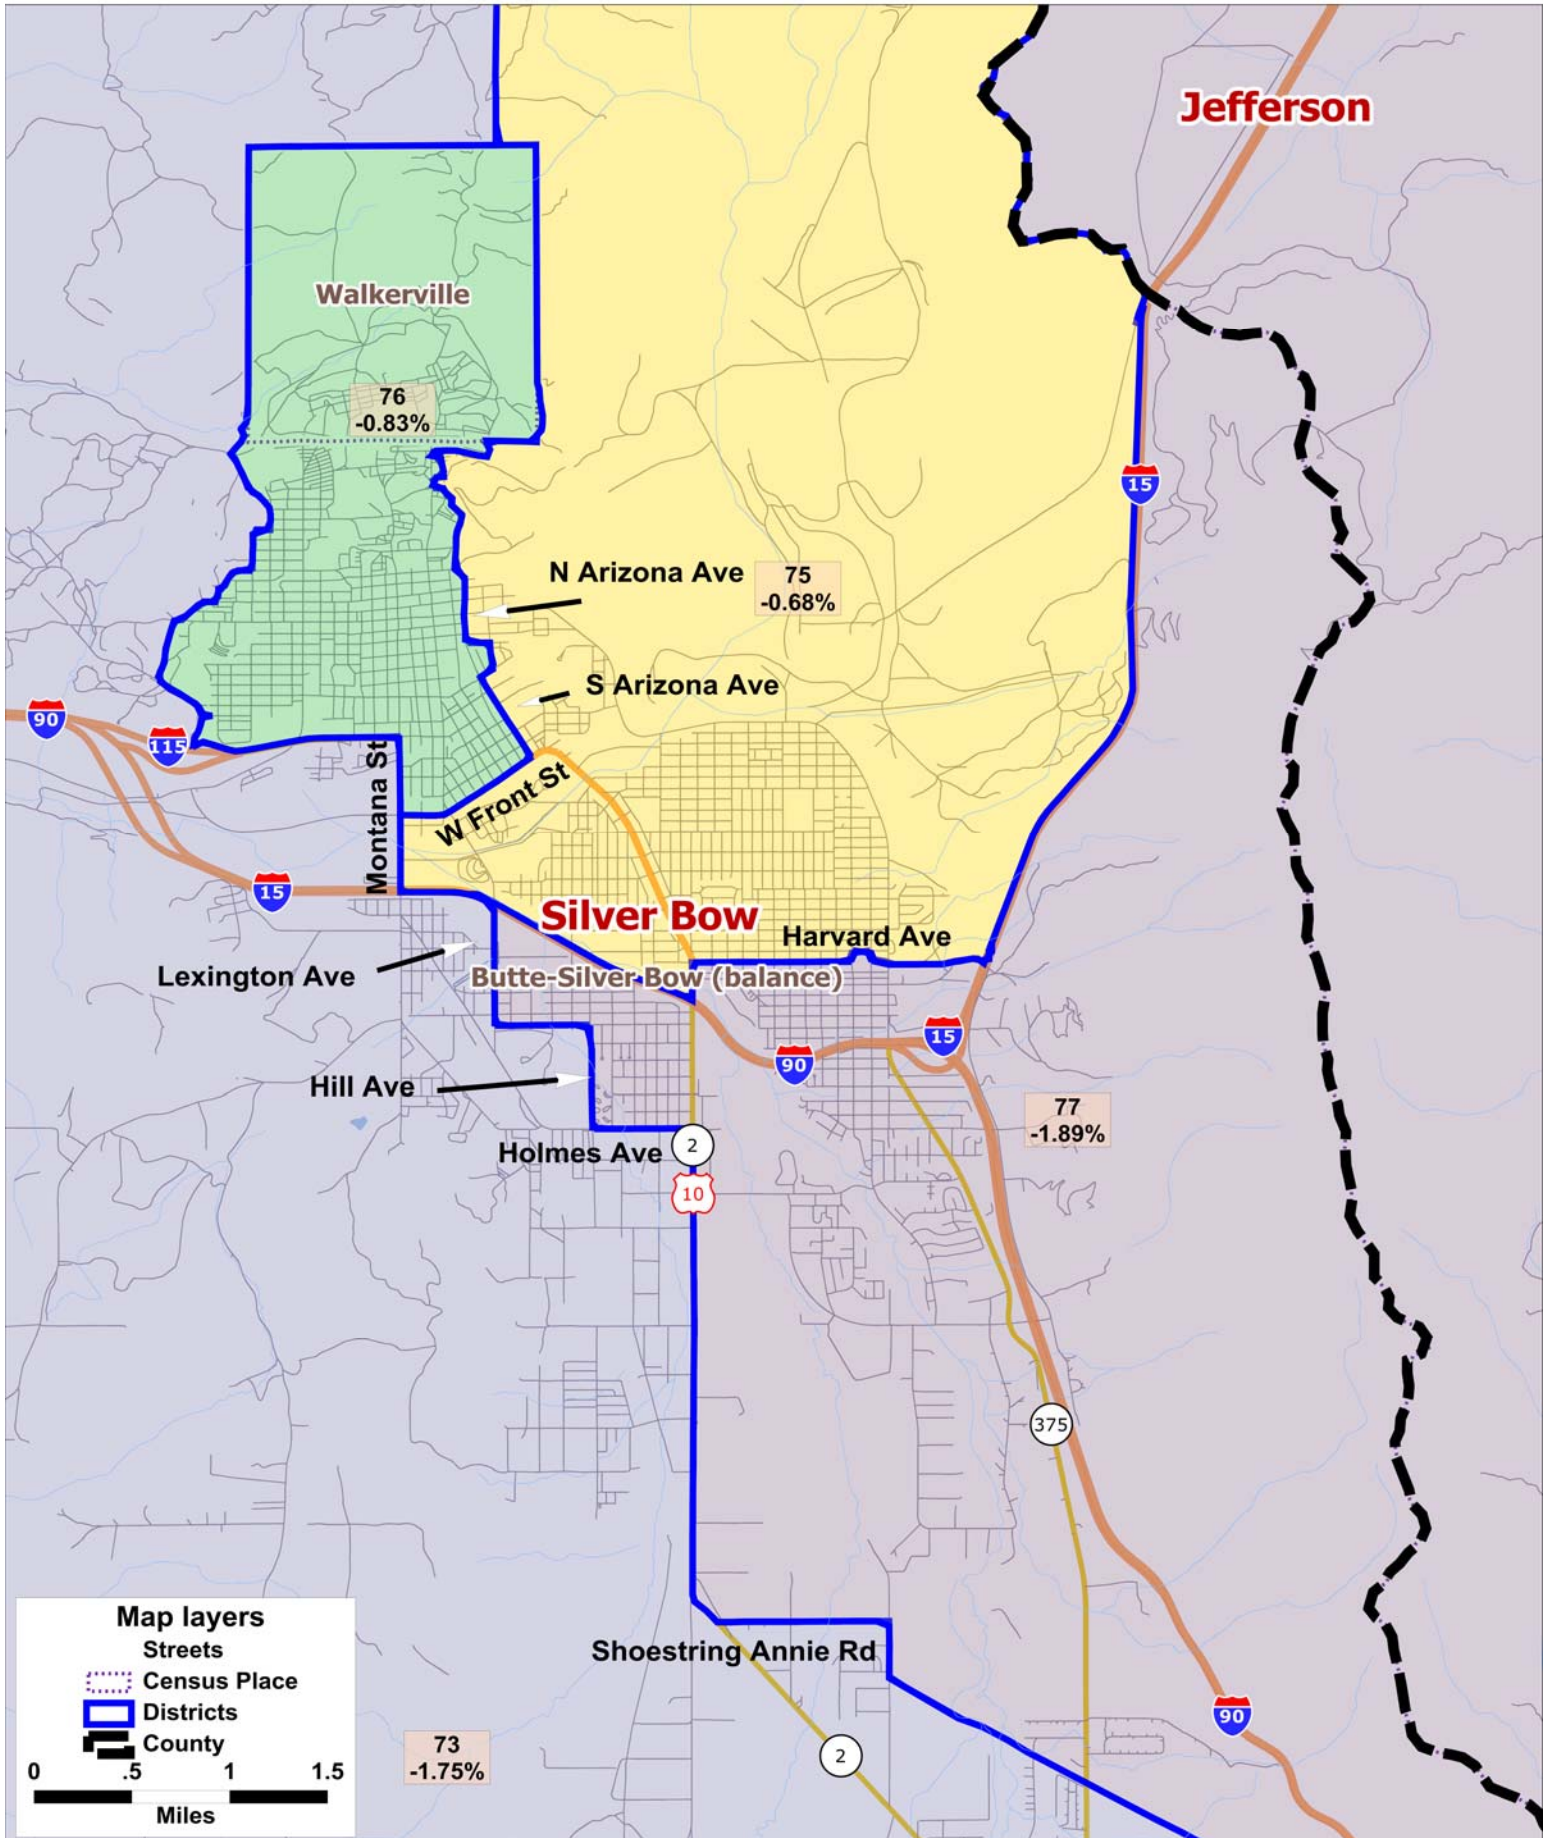 Jefferson
Walkerville
76
-0.83%
15
N Arizona Ave
75
-0.68%
S Arizona Ave
90
115
Montana St
W Front St
15
Silver Bow
Harvard Ave
Lexington Ave
Butte-Silver Bow (balance)
15
90
Hill Ave
77
-1.89%
Holmes Ave
2
10
375
Map layers
Streets
Census Place
Districts
County
0 .5 1 1.5
Miles
Shoestring Annie Rd
73
-1.75%
2
90